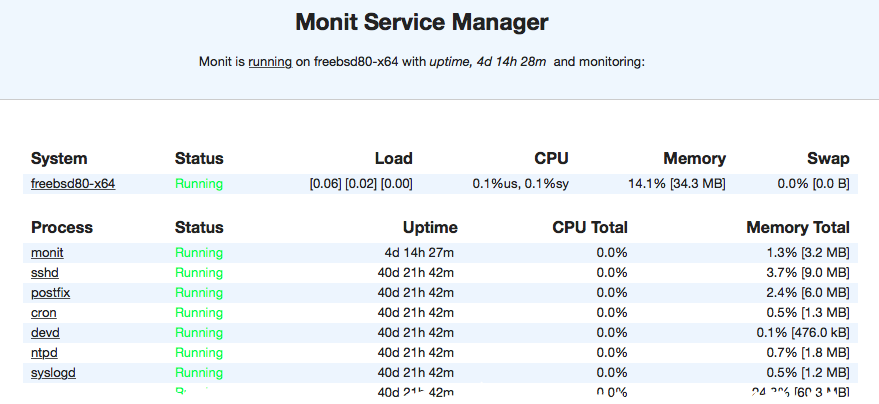 Monit Service Manager
Monit is running on freebsd80-x64 with uptime, 4d 14h 28m and monitoring:
System Status Load CPU Memory Swap
freebsd80-x64 Running [0.06] [0.02] [0.00] 0.1%us, 0.1%sy 14.1% [34.3 MB] 0.0% [0.0 B]
Process Status Uptime CPU Total Memory Total
monit Running 4d 14h 27m 0.0% 1.3% [3.2 MB]
sshd Running 40d 21h 42m 0.0% 3.7% [9.0 MB]
postfix Running 40d 21h 42m 0.0% 2.4% [6.0 MB]
cron Running 40d 21h 42m 0.0% 0.5% [1.3 MB]
devd Running 40d 21h 42m 0.0% 0.1% [476.0 kB]
ntpd Running 40d 21h 42m 0.0% 0.7% [1.8 MB]
syslogd Running 40d 21h 42m 0.0% 0.5% [1.2 MB]
40d 21h 42m 0.0%